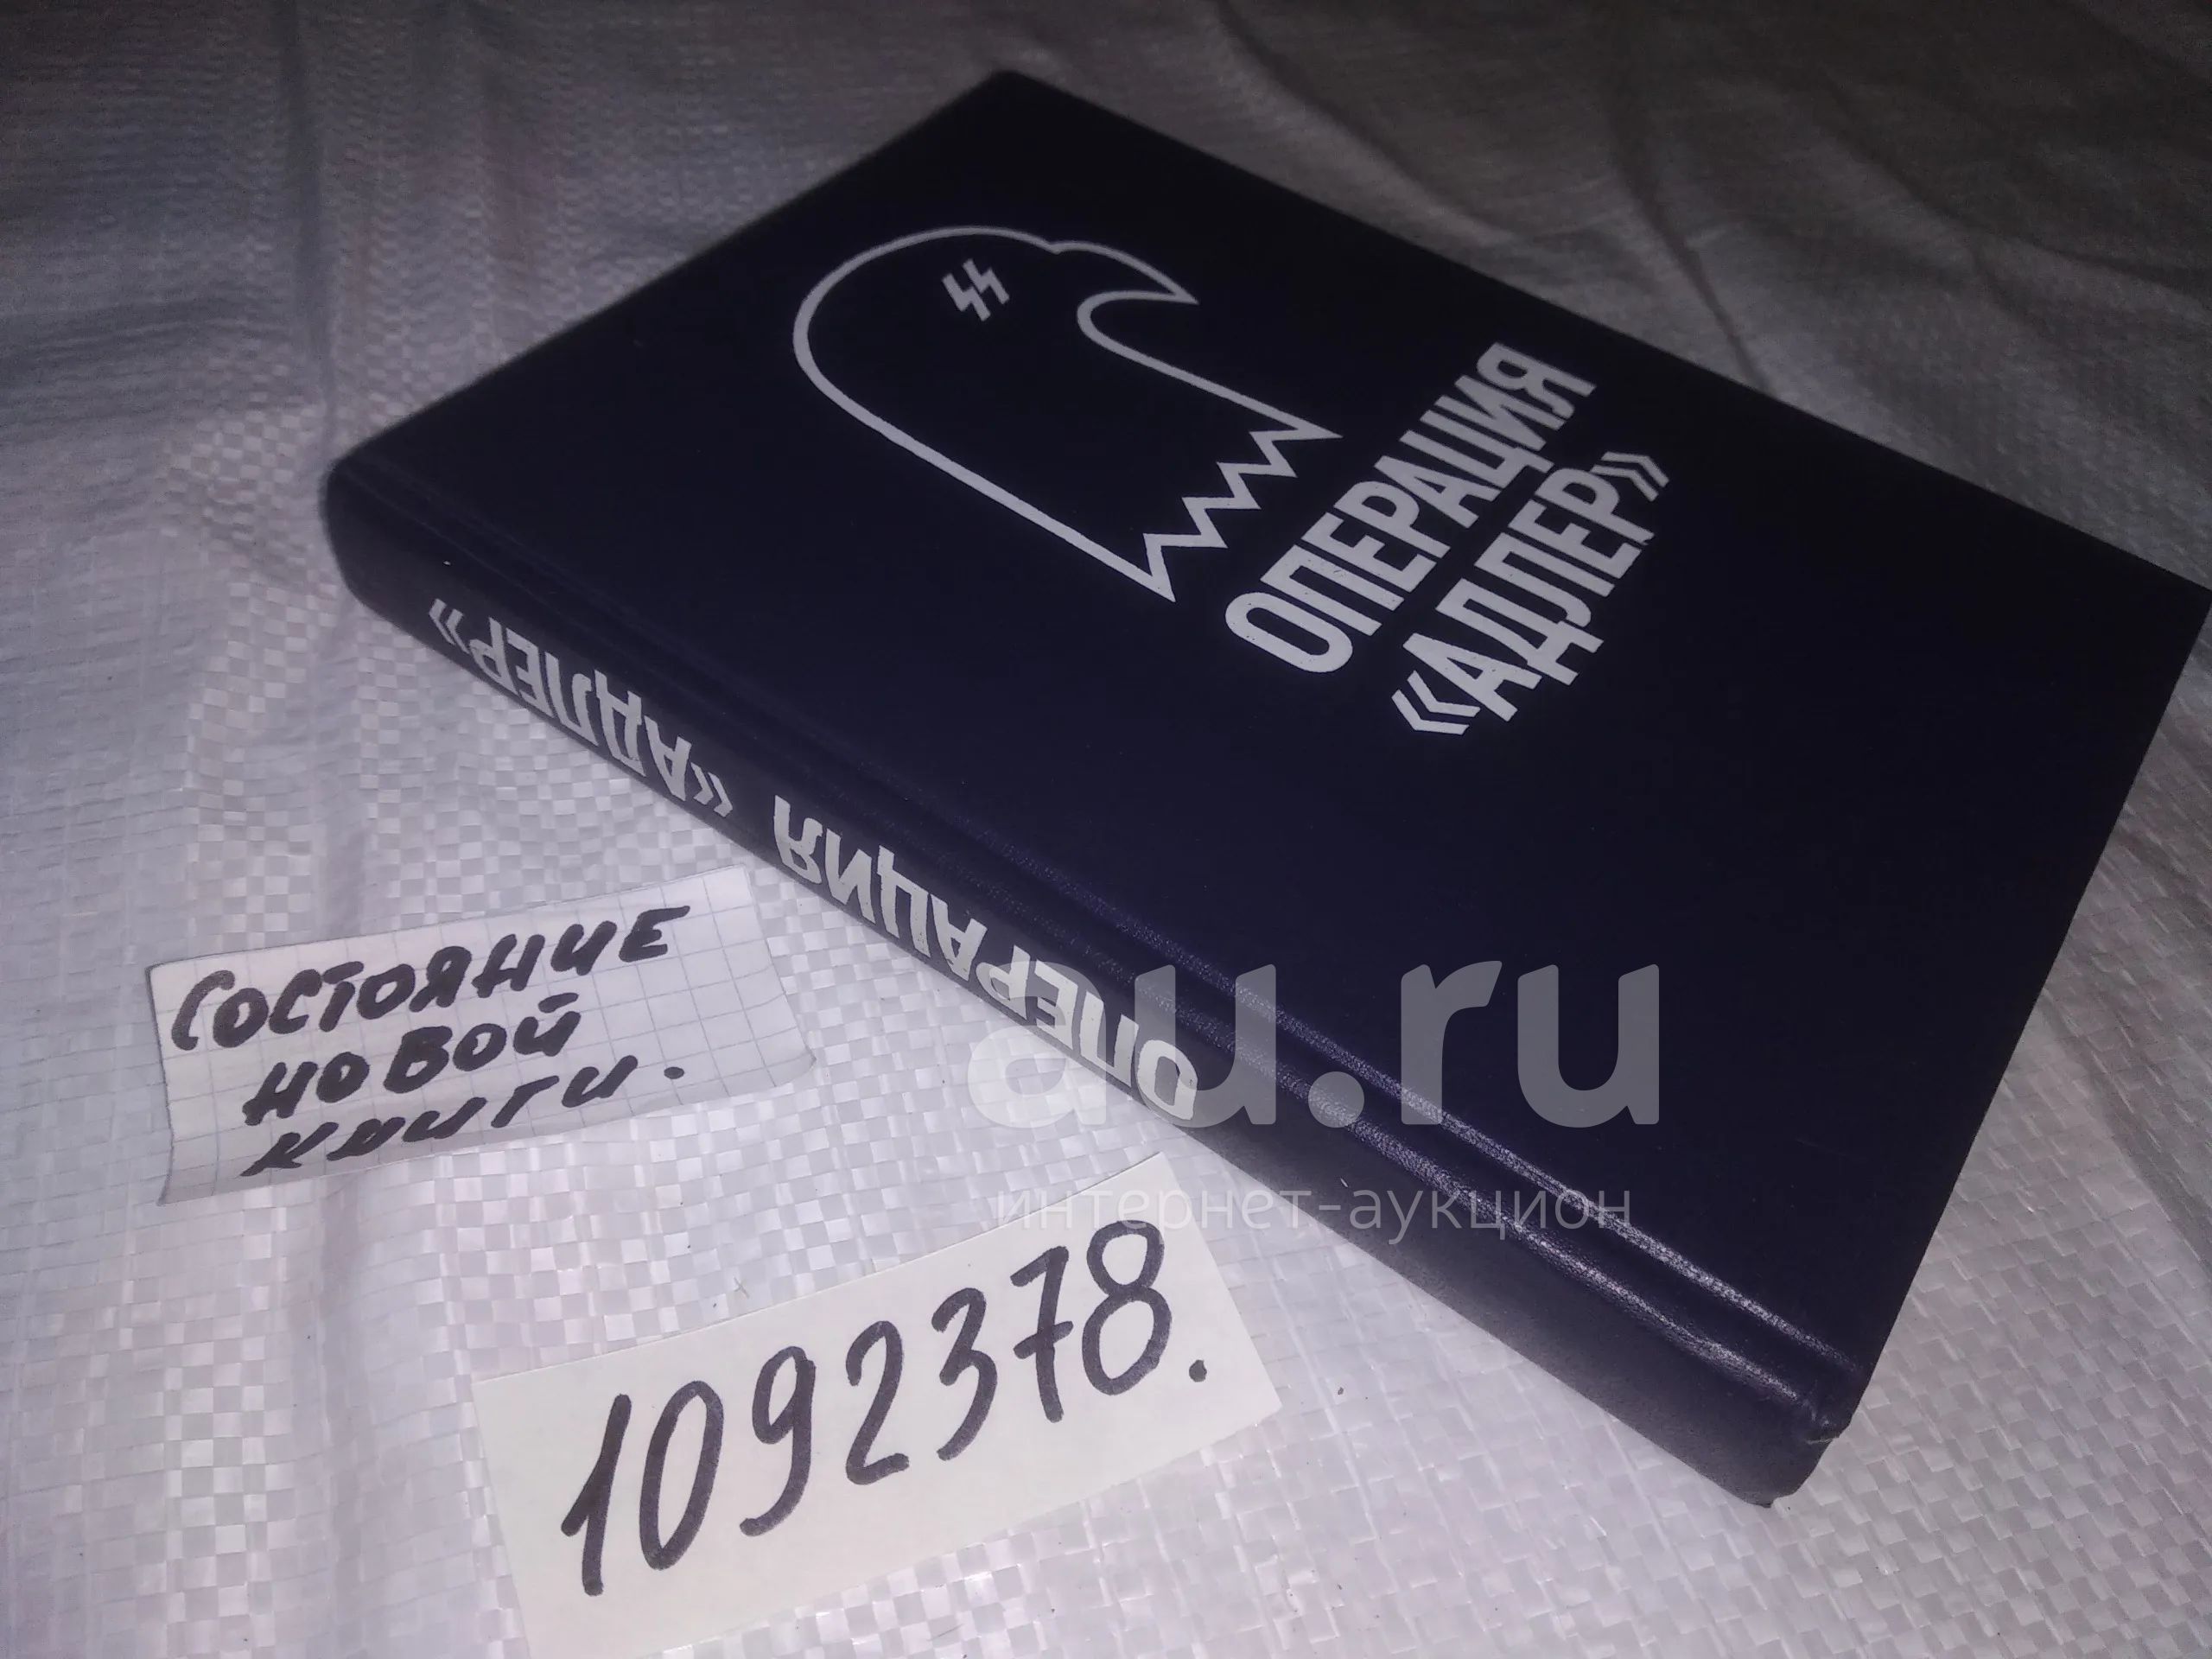 ОПЕРАЦИЯ
«АДЛЕР»
ОПЕРАЦИЯ «АДЛЕР»
СОСТОЯНИЕ
НОВОЙ
КНИГИ.
1092378.
au.ru
интернет-аукцион